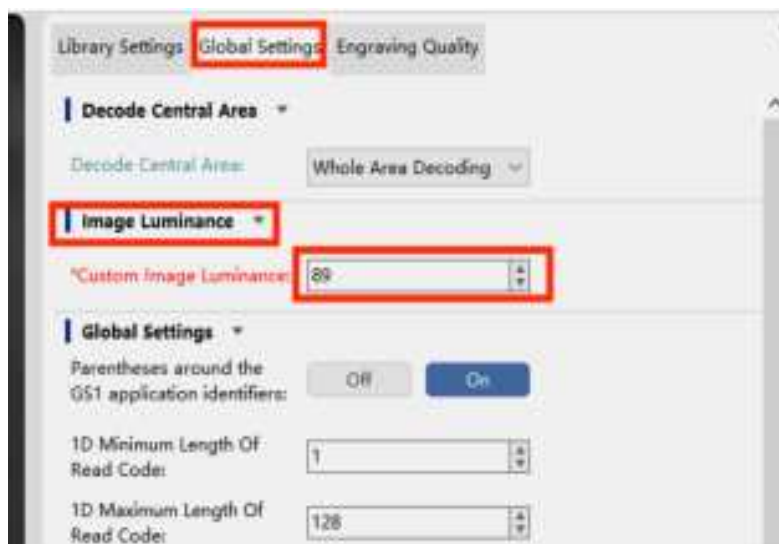 Library Settings Global Settings Engraving Quality
Decode Central Area
Decode Central Area: Whole Area Decoding
Image Luminance
*Custom Image Luminance: 89
Global Settings
Parentheses around the
GS1 application identifiers: Off On
1D Minimum Length Of
Read Code: 1
1D Maximum Length Of
Read Code: 128